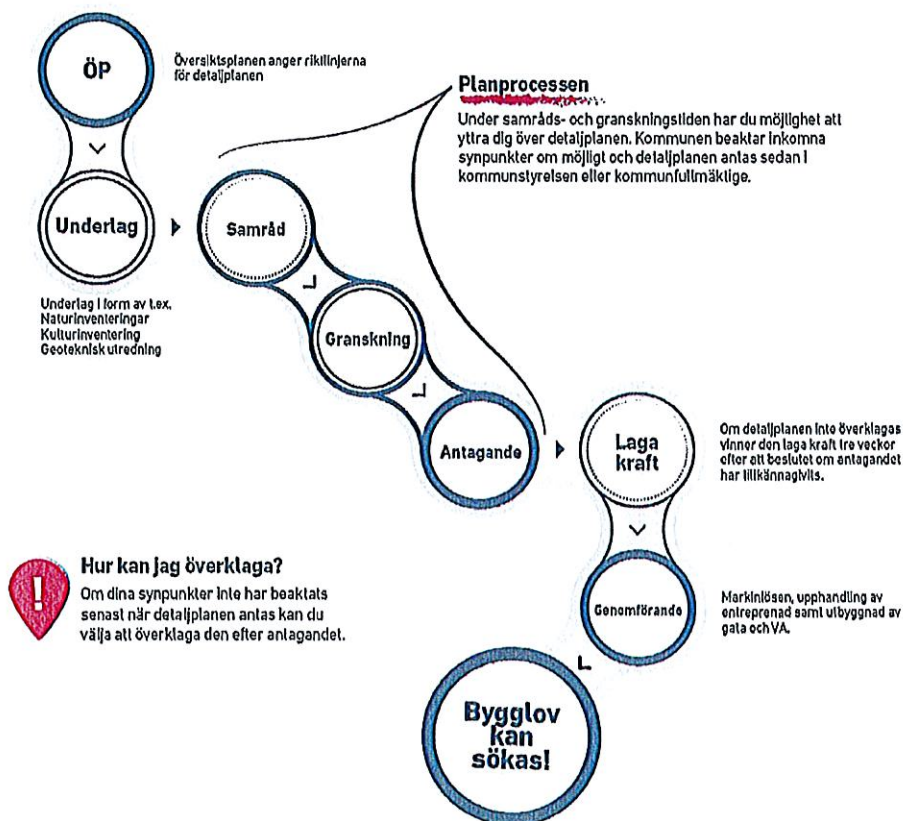 ÖP
Översiktsplanen anger riktlinjerna
för detaljplanen
Planprocessen
Under samråds- och granskningstiden har du möjlighet att
yttra dig över detaljplanen. Kommunen beaktar inkomna
synpunkter om möjligt och detaljplanen antas sedan i
kommunstyrelsen eller kommunfullmäktige.
Underlag
Samråd
Underlag i form av t.ex.
Naturinventeringar
Kulturinventering
Geoteknisk utredning
Granskning
Antagande
Laga
kraft
Om detaljplanen inte överklagas
vinner den laga kraft tre veckor
efter att beslutet om antagandet
har tillkännagivits.
!
Hur kan jag överklaga?
Om dina synpunkter inte har beaktats
senast när detaljplanen antas kan du
välja att överklaga den efter antagandet.
Genomförande
Markinlösen, upphandling av
entreprenad samt utbyggnad av
gata och VA.
Bygglov
kan
sökas!